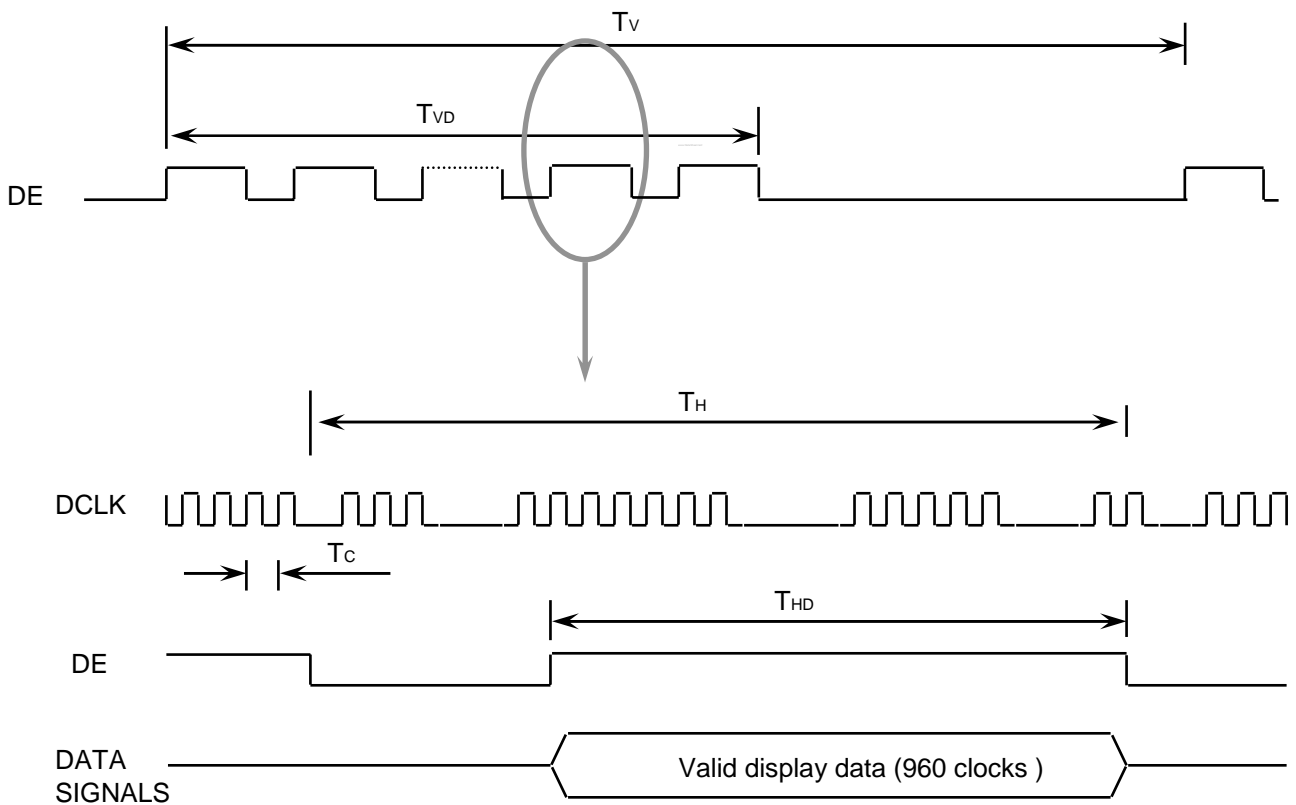 Tv
TVD
DE
TH
DCLK
TC
THD
DE
DATA
SIGNALS
Valid display data (960 clocks )